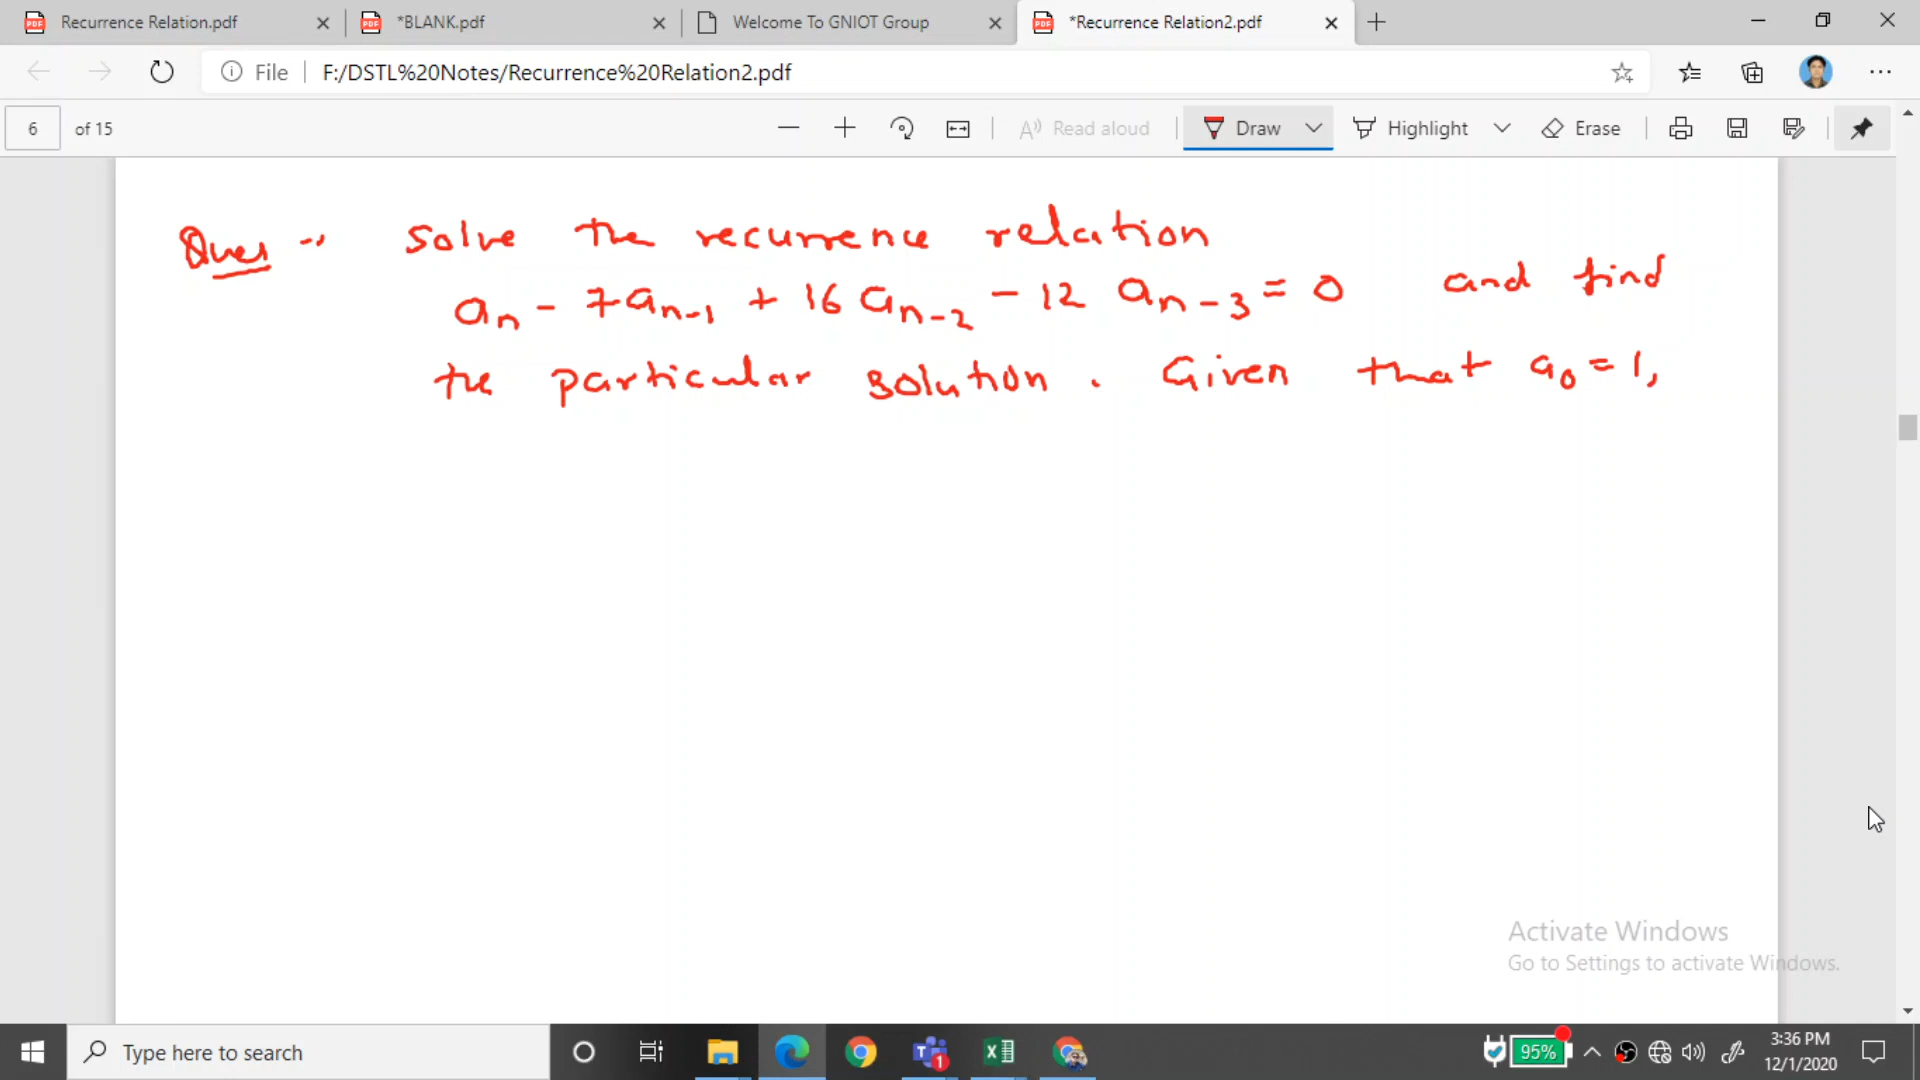 Recurrence Relation.pdf
*BLANK.pdf
Welcome To GNIOT Group
*Recurrence Relation2.pdf
File
F:/DSTL%20Notes/Recurrence%20Relation2.pdf
6 of 15
Read aloud
Draw
Highlight
Erase
Ques :- solve the recurrence relation
aₙ - 7aₙ₋₁ + 16 aₙ₋₂ - 12 aₙ₋₃ = 0 and find
the particular solution. Given that a₀ = 1,
Activate Windows
Go to Settings to activate Windows.
Type here to search
1
95%
3:36 PM
12/1/2020